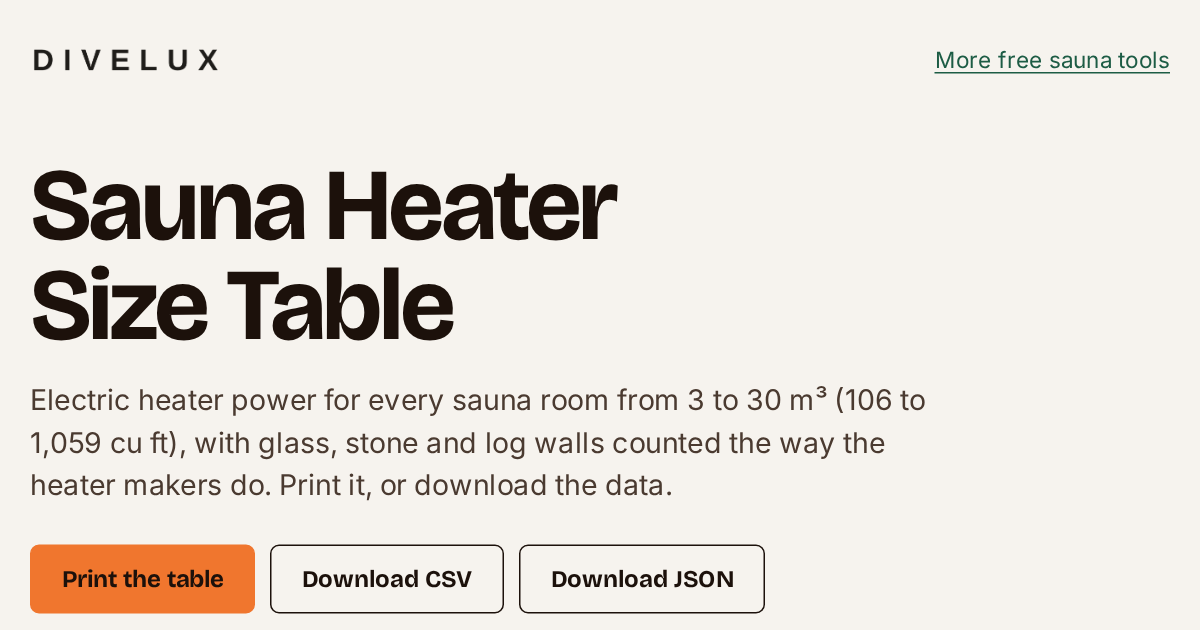 DIVELUX
More free sauna tools
Sauna Heater
Size Table
Electric heater power for every sauna room from 3 to 30 m³ (106 to
1,059 cu ft), with glass, stone and log walls counted the way the
heater makers do. Print it, or download the data.
Print the table
Download CSV
Download JSON